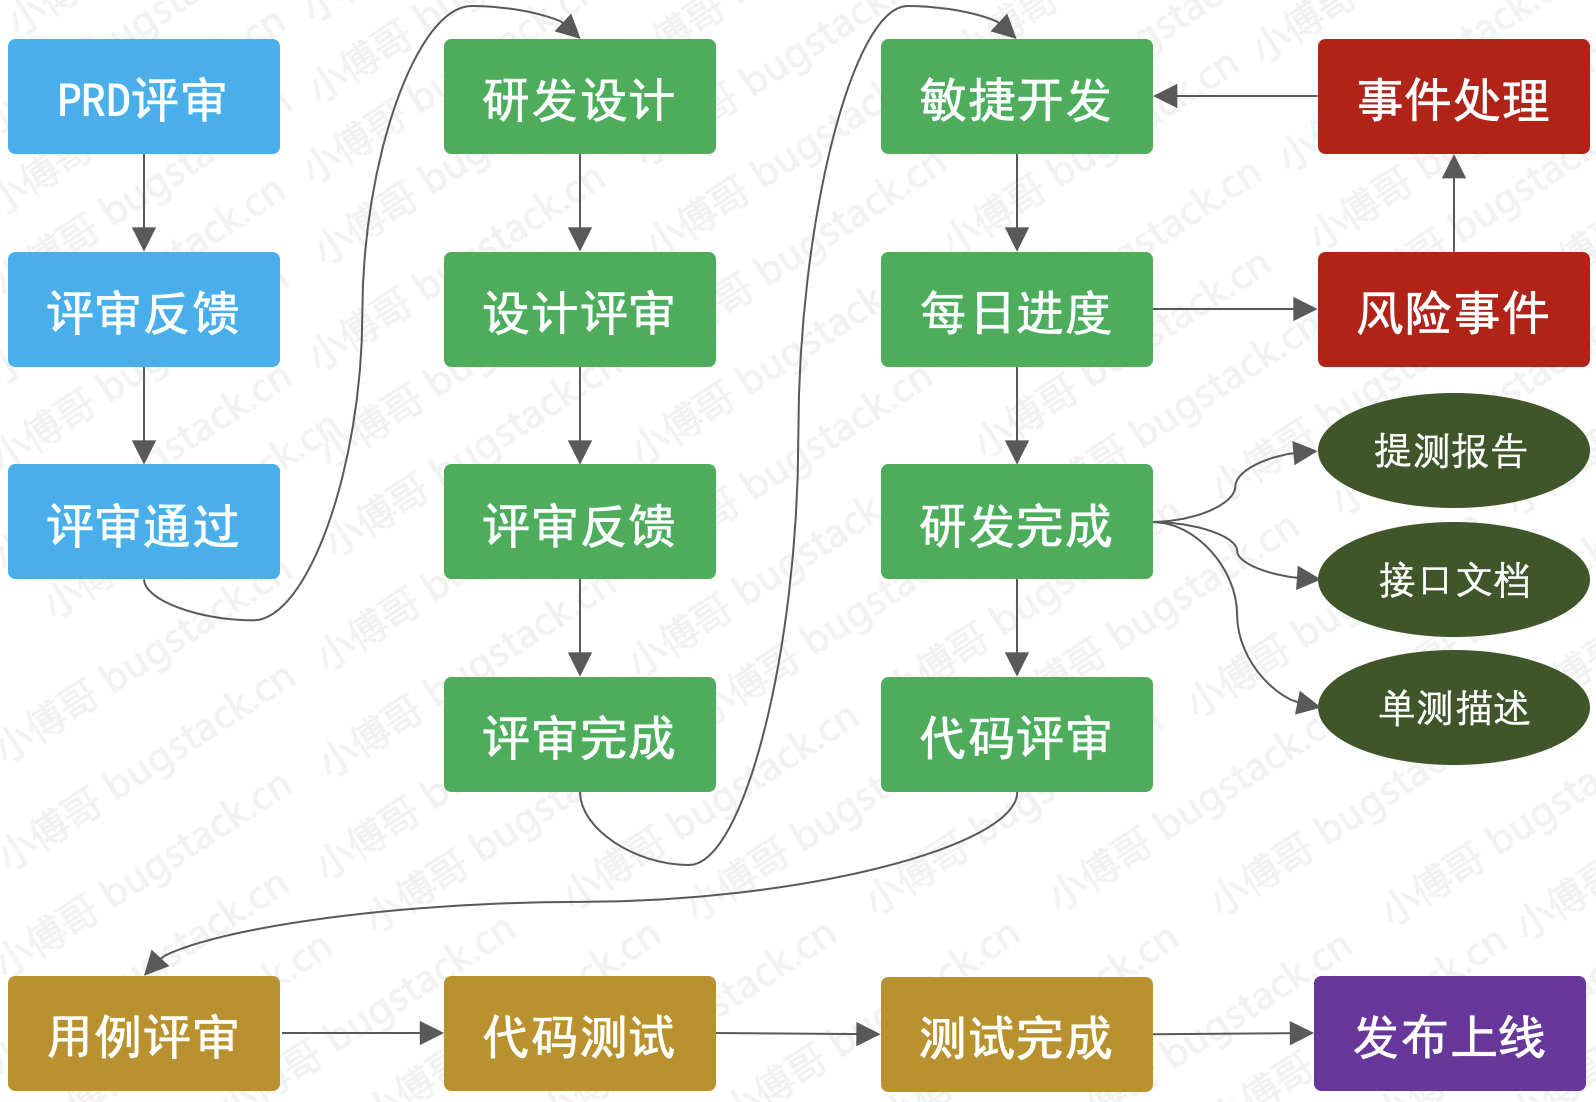 PRD评审
评审反馈
评审通过
研发设计
设计评审
评审反馈
评审完成
敏捷开发
每日进度
研发完成
代码评审
事件处理
风险事件
提测报告
接口文档
单测描述
用例评审
代码测试
测试完成
发布上线
小傅哥 bugstack.cn